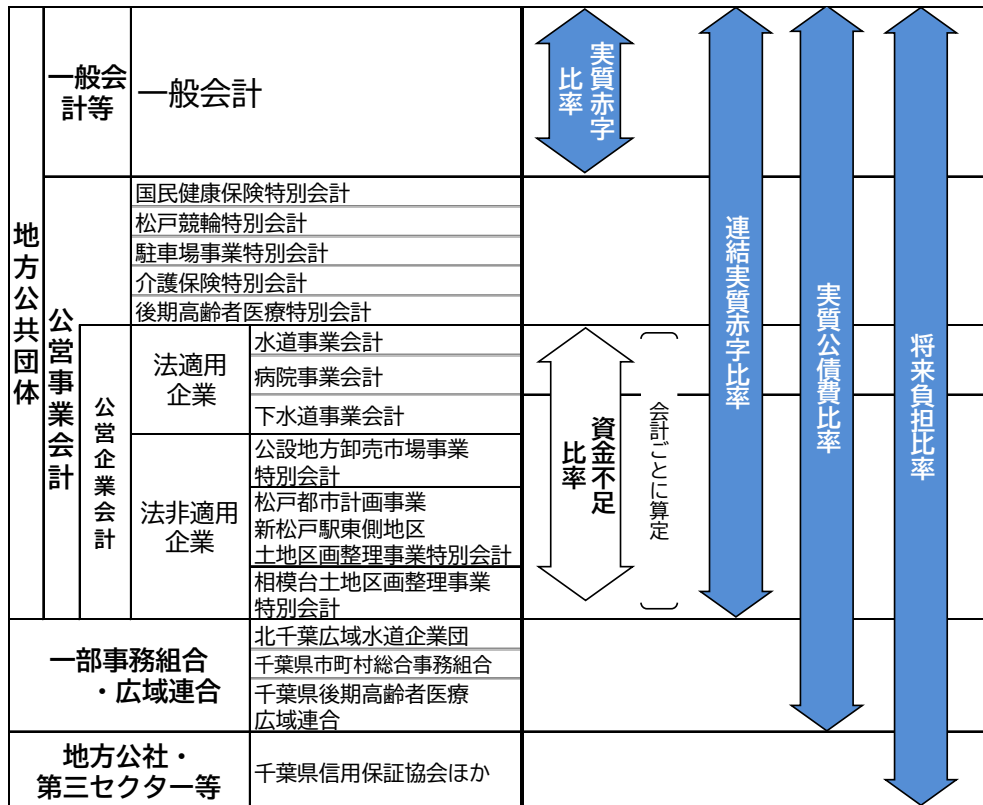 地方公共団体
一般会
計等
一般会計
公営事業会計
国民健康保険特別会計
松戸競輪特別会計
駐車場事業特別会計
介護保険特別会計
後期高齢者医療特別会計
公営企業会計
法適用
企業
水道事業会計
病院事業会計
下水道事業会計
法非適用
企業
公設地方卸売市場事業
特別会計
松戸都市計画事業
新松戸駅東側地区
土地区画整理事業特別会計
相模台土地区画整理事業
特別会計
一部事務組合
・広域連合
北千葉広域水道企業団
千葉県市町村総合事務組合
千葉県後期高齢者医療
広域連合
地方公社・
第三セクター等
千葉県信用保証協会ほか
実質赤字
比率
資金不足
比率
会計ごとに算定
連結実質赤字比率
実質公債費比率
将来負担比率